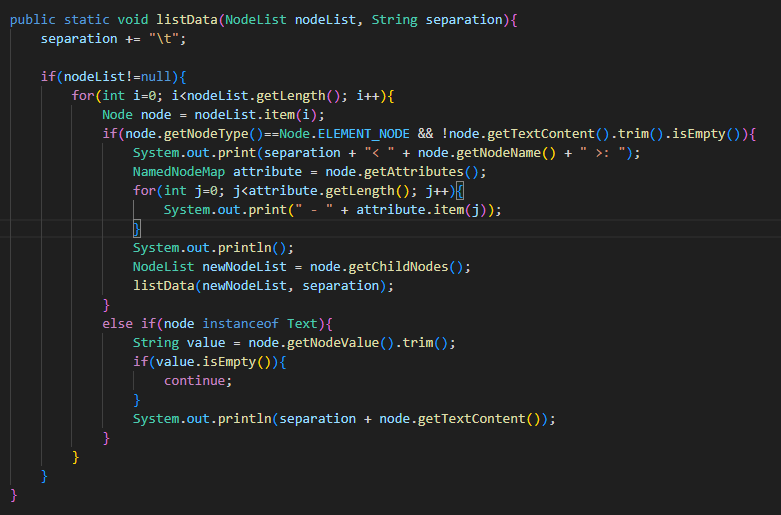 public static void listData(NodeList nodeList, String separation){
    separation += "\t";

    if(nodeList!=null){
        for(int i=0; i<nodeList.getLength(); i++){
            Node node = nodeList.item(i);
            if(node.getNodeType()==Node.ELEMENT_NODE && !node.getTextContent().trim().isEmpty()){
                System.out.print(separation + "< " + node.getNodeName() + " >: ");
                NamedNodeMap attribute = node.getAttributes();
                for(int j=0; j<attribute.getLength(); j++){
                    System.out.print(" - " + attribute.item(j));
                }
                System.out.println();
                NodeList newNodeList = node.getChildNodes();
                listData(newNodeList, separation);
            }
            else if(node instanceof Text){
                String value = node.getNodeValue().trim();
                if(value.isEmpty()){
                    continue;
                }
                System.out.println(separation + node.getTextContent());
            }
        }
    }
}